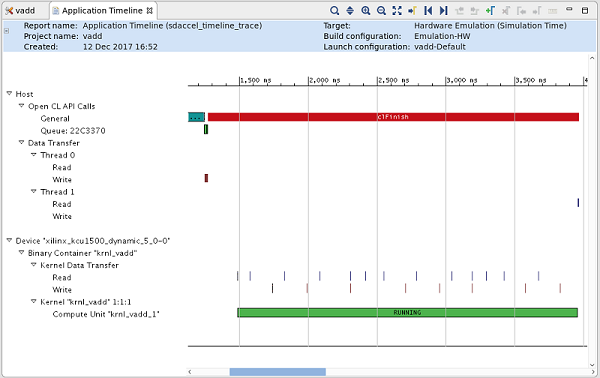 vadd Application Timeline
Report name: Application Timeline (sdaccel_timeline_trace) Target: Hardware Emulation (Simulation Time)
Project name: vadd Build configuration: Emulation-HW
Created: 12 Dec 2017 16:52 Launch configuration: vadd-Default
1,500 ns 2,000 ns 2,500 ns 3,000 ns 3,500 ns 4
Host
Open CL API Calls
General ... clFinish
Queue: 22C3370
Data Transfer
Thread 0
Read
Write
Thread 1
Read
Write
Device "xilinx_kcu1500_dynamic_5_0-0"
Binary Container "krnl_vadd"
Kernel Data Transfer
Read
Write
Kernel "krnl_vadd" 1:1:1
Compute Unit "krnl_vadd_1" RUNNING